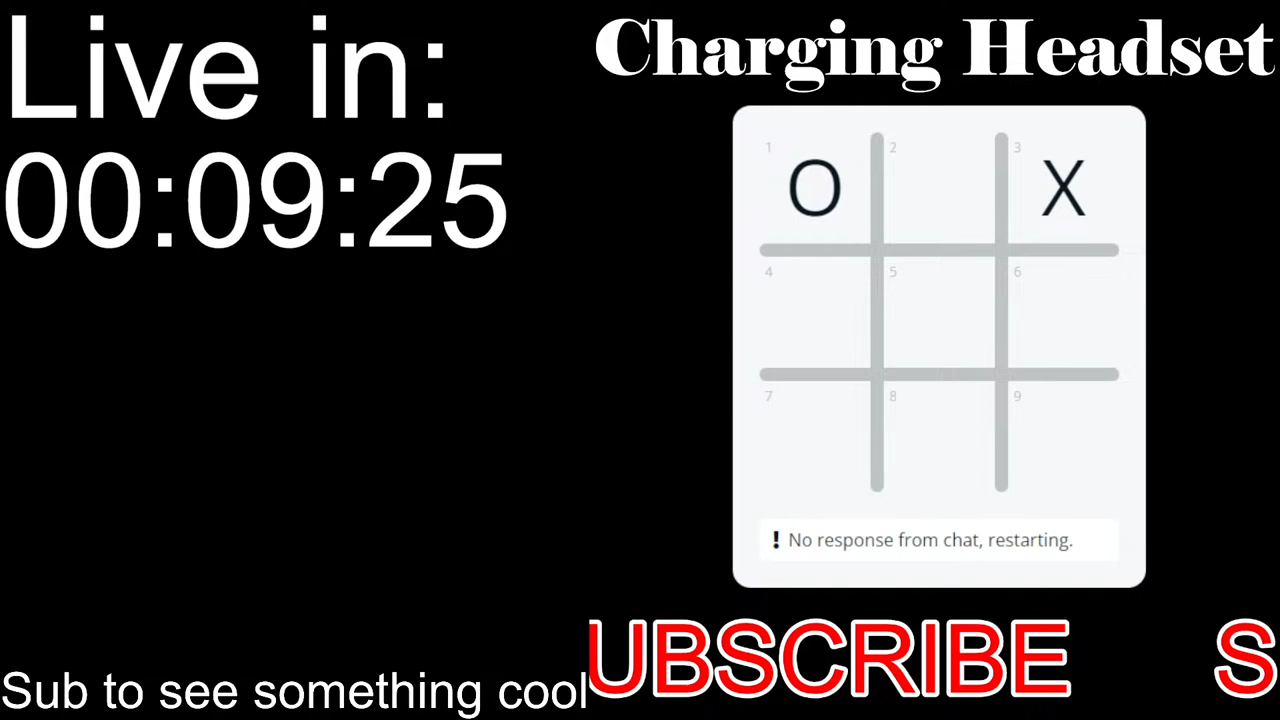 Live in:
00:09:25
Charging Headset
1 2 3
O X
4 5 6
7 8 9
! No response from chat, restarting.
Sub to see something cool
UBSCRIBE S